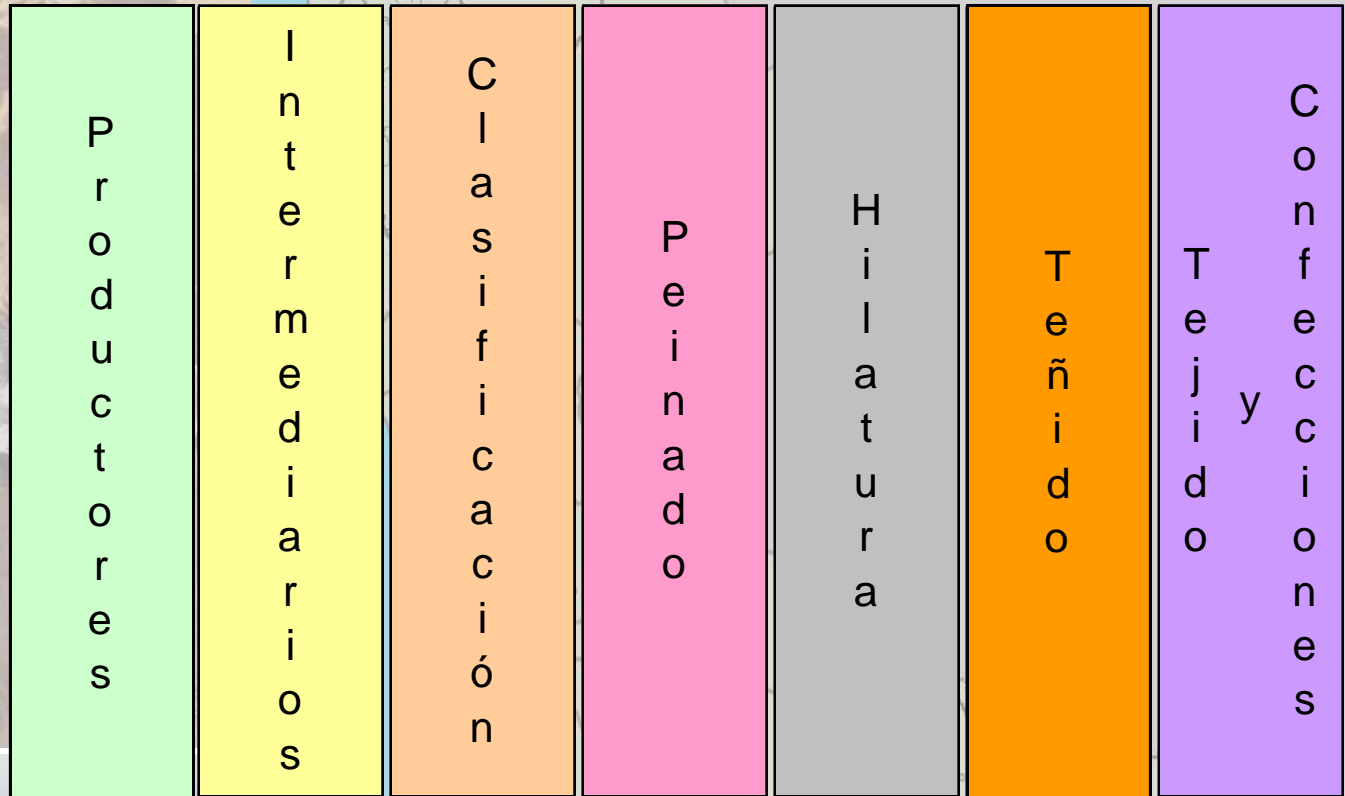 Productores
Intermediarios
Clasificación
Peinado
Hilatura
Teñido
Tejido
y
Confecciones